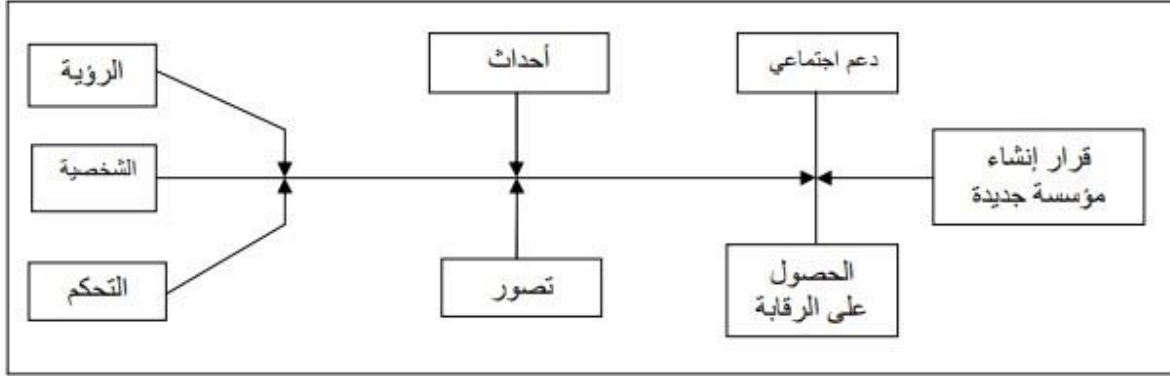 الرؤية
الشخصية
التحكم
أحداث
تصور
دعم اجتماعي
الحصول
على الرقابة
قرار إنشاء
مؤسسة جديدة